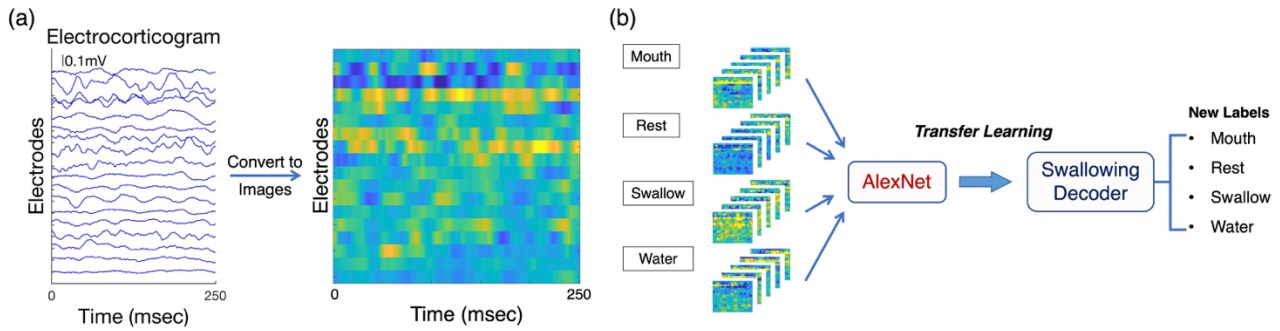 (a)
Electrocorticogram
0.1mV
Electrodes
0
250
Time (msec)
Convert to
Images
Electrodes
0
250
Time (msec)
(b)
Mouth
Rest
Swallow
Water
AlexNet
Transfer Learning
Swallowing
Decoder
New Labels
• Mouth
• Rest
• Swallow
• Water